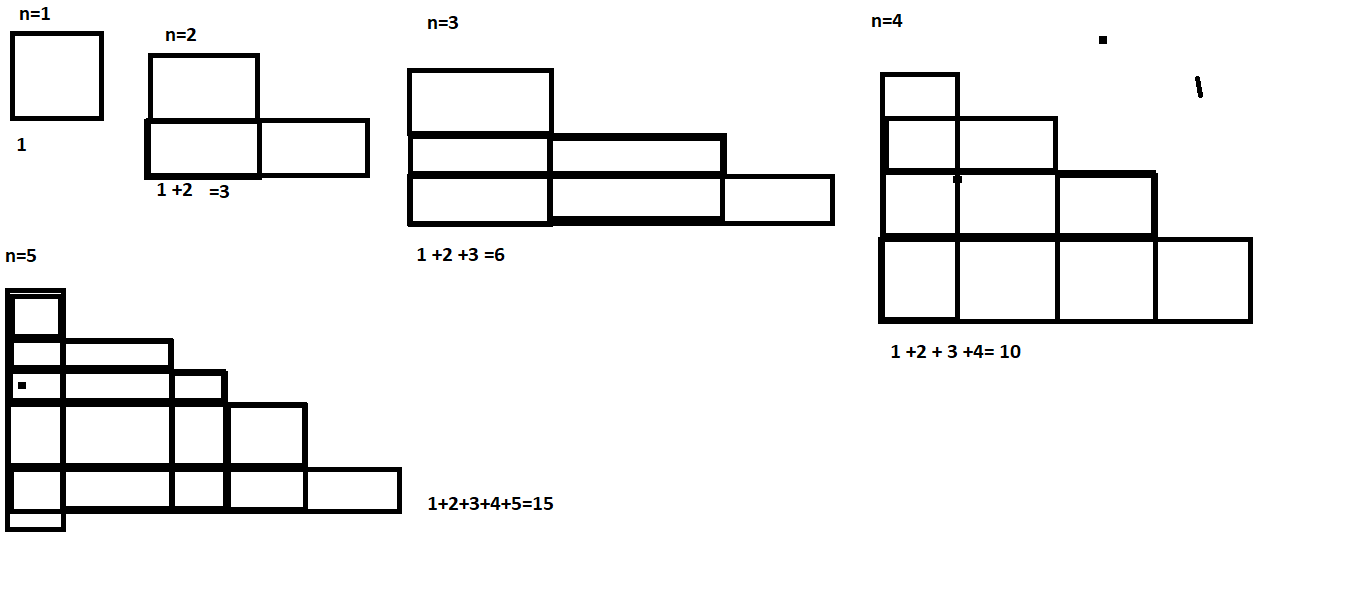 n=1
n=2
n=3
n=4
1
1 +2 =3
1 +2 +3 =6
1 +2 + 3 +4= 10
n=5
1+2+3+4+5=15